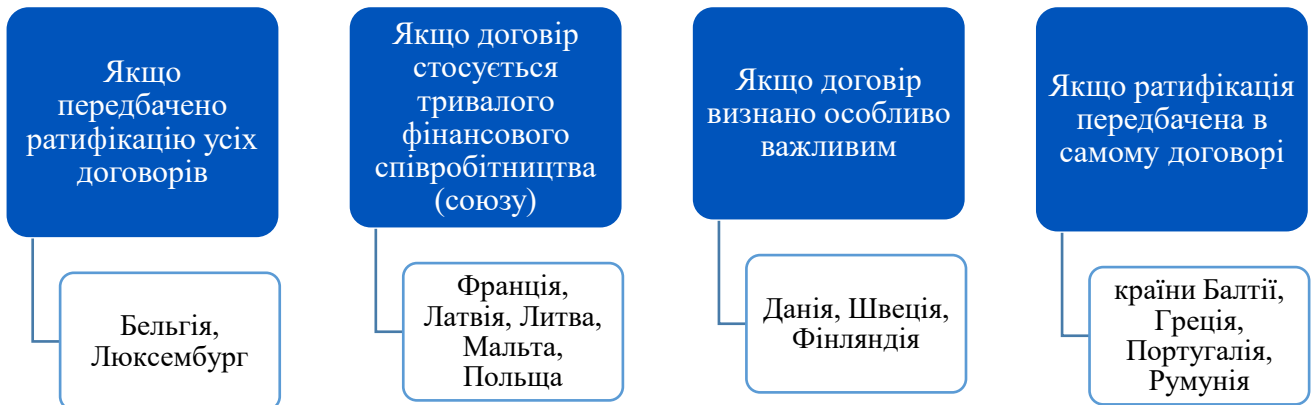 Якщо
передбачено
ратифікацію усіх
договорів
Бельгія,
Люксембург
Якщо договір
стосується
тривалого
фінансового
співробітництва
(союзу)
Франція,
Латвія, Литва,
Мальта,
Польща
Якщо договір
визнано особливо
важливим
Данія, Швеція,
Фінляндія
Якщо ратифікація
передбачена в
самому договорі
країни Балтії,
Греція,
Португалія,
Румунія